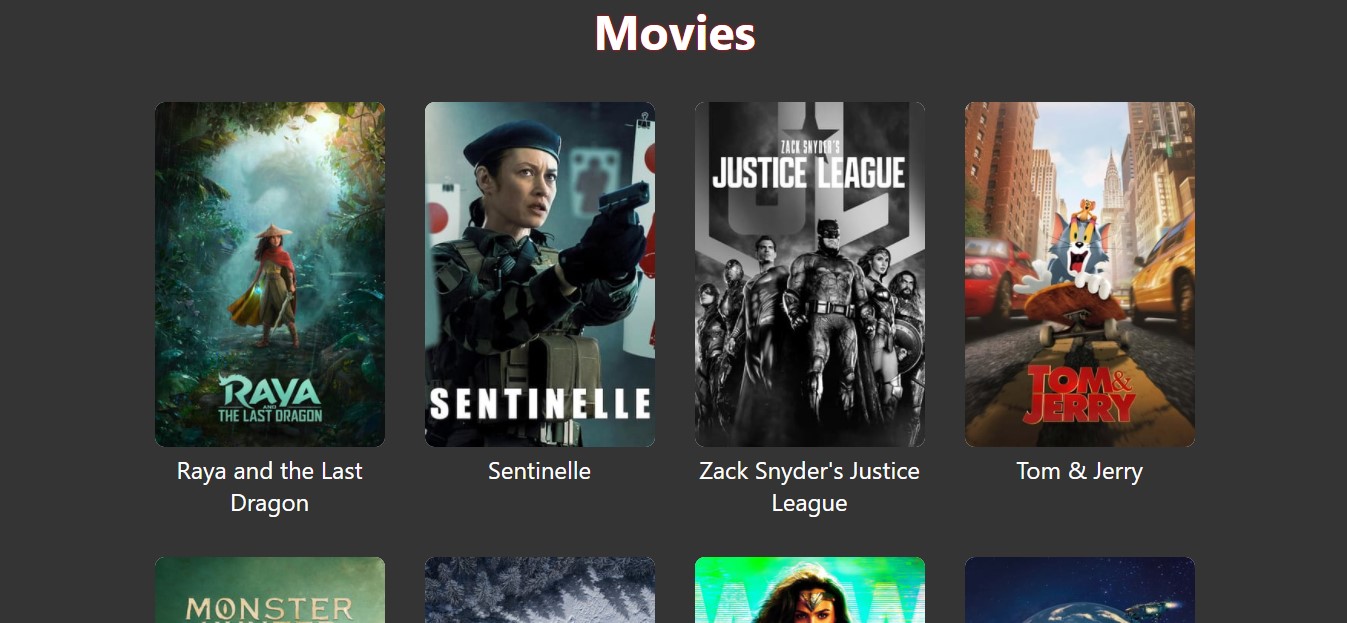 Movies
RAYA
AND
THE LAST DRAGON
SENTINELLE
ZACK SNYDER'S
JUSTICE LEAGUE
TOM &
JERRY
Raya and the Last
Dragon
Sentinelle
Zack Snyder's Justice
League
Tom & Jerry
MONSTER